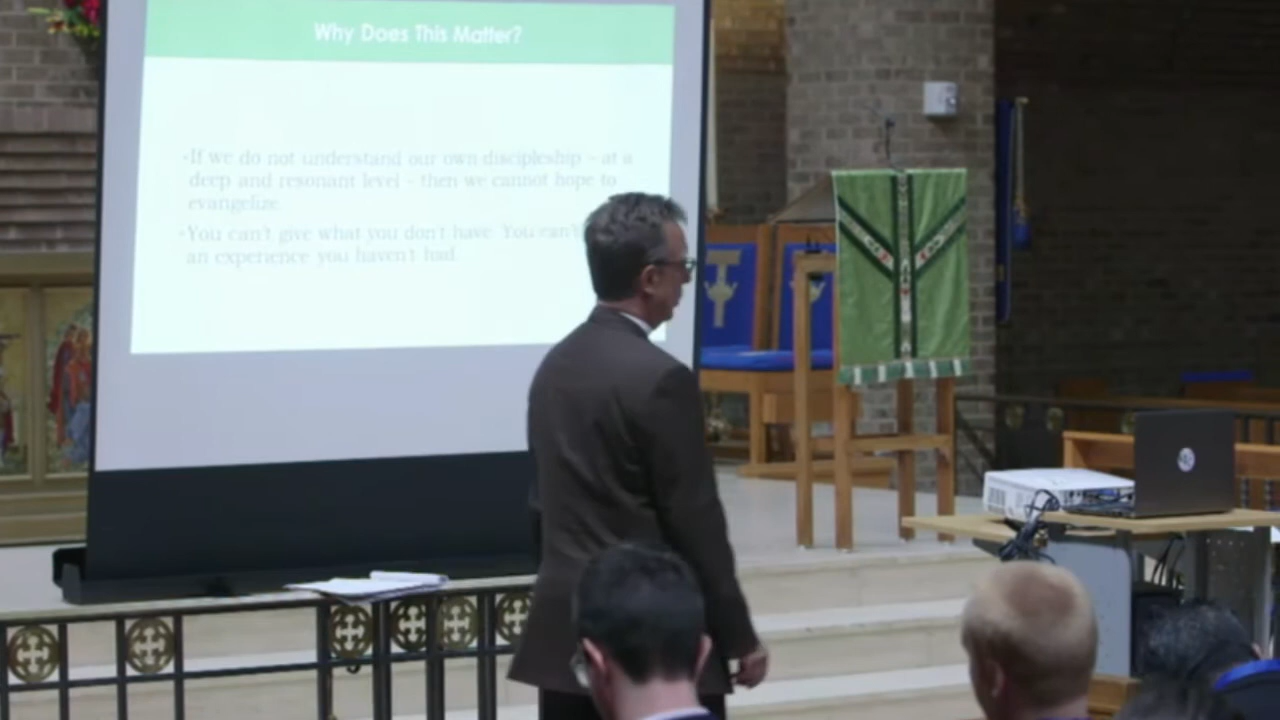 Why Does This Matter?
-If we do not understand our own discipleship - at a
deep and resonant level - then we cannot hope to
evangelize.
-You can't give what you don't have. You can't
an experience you haven't had.